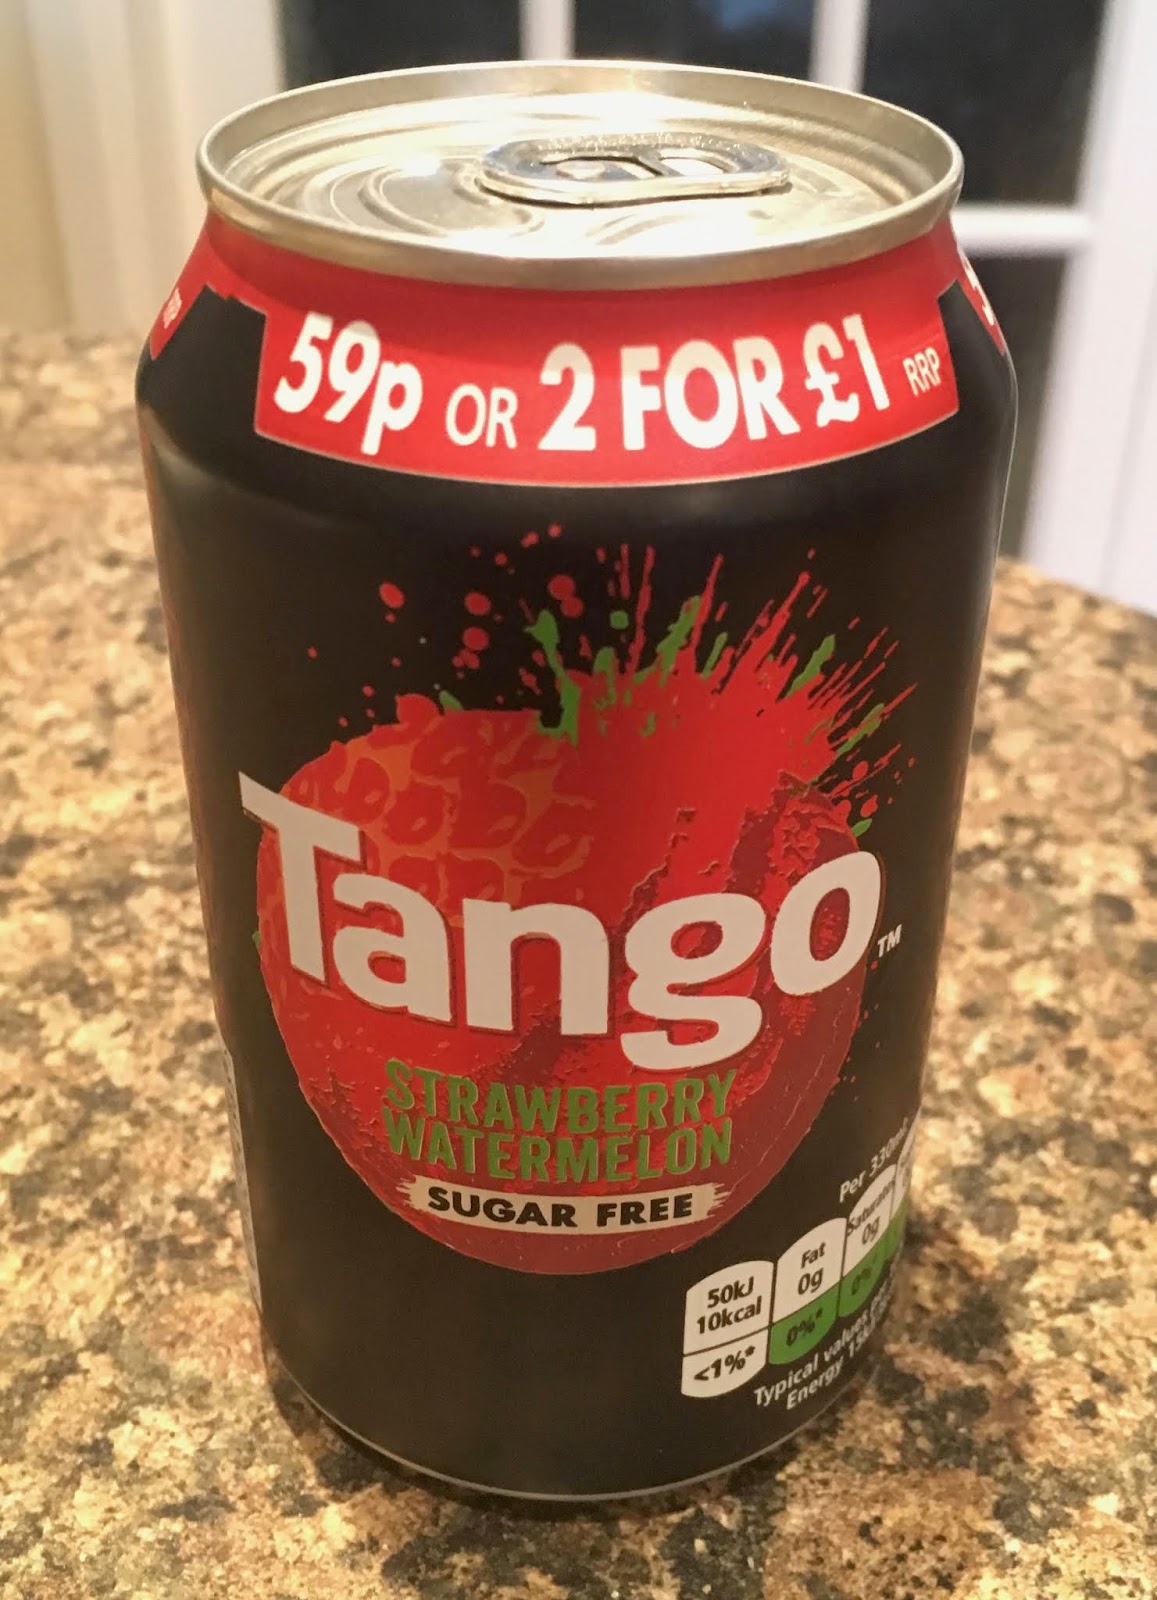 59p OR 2 FOR £1 RRP
Tango™
STRAWBERRY
WATERMELON
SUGAR FREE
Per 330ml
50kJ
10kcal
<1%*
Fat
0g
0%*
0g
0%*
Typical values
Energy